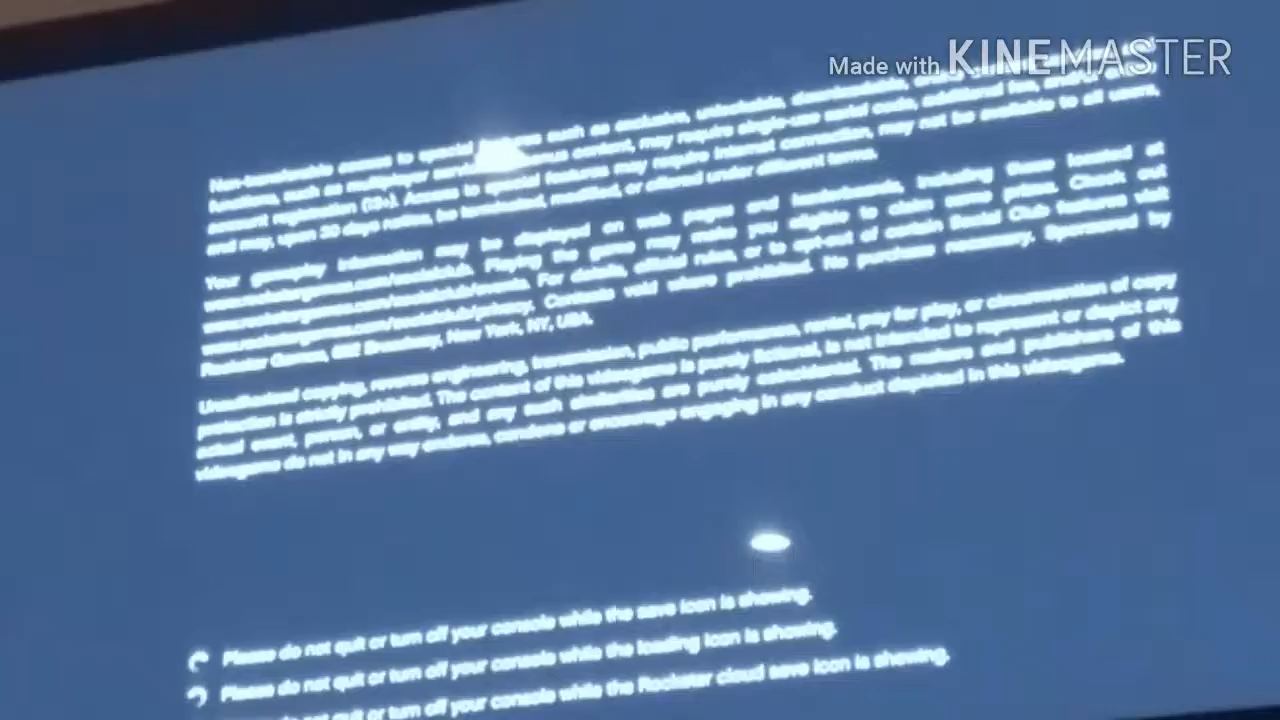 Made with KINEMASTER
Non-transferable access to special such as exclusive, unlockable, downloadable,
functions, such as multiplayer content, may require single-use serial code, additional fee, and/or
account registration (13+). Access to special features may require internet connection, may not be available to all users,
and may, upon 30 days notice, be terminated, modified, or offered under different terms.
Your gameplay information may be displayed on web pages and leaderboards, including those located at
www.rockstargames.com/socialclub. Playing the game may make you eligible to claim some prizes. Check out
www.rockstargames.com/socialclub/events. For details, official rules, or to opt-out of certain Social Club features visit
www.rockstargames.com/socialclub/privacy. Contests void where prohibited. No purchase necessary. Sponsored by
Rockstar Games, 622 Broadway, New York, NY, USA.
Unauthorized copying, reverse engineering, transmission, public performance, rental, pay for play, or circumvention of copy
protection is strictly prohibited. The content of this videogame is purely fictional, is not intended to represent or depict any
actual event, person, or entity, and any such similarities are purely coincidental. The makers and publishers of this
videogame do not in any way endorse, condone or encourage engaging in any conduct depicted in this videogame.
Please do not quit or turn off your console while the save icon is showing.
Please do not quit or turn off your console while the loading icon is showing.
do not quit or turn off your console while the Rockstar cloud save icon is showing.